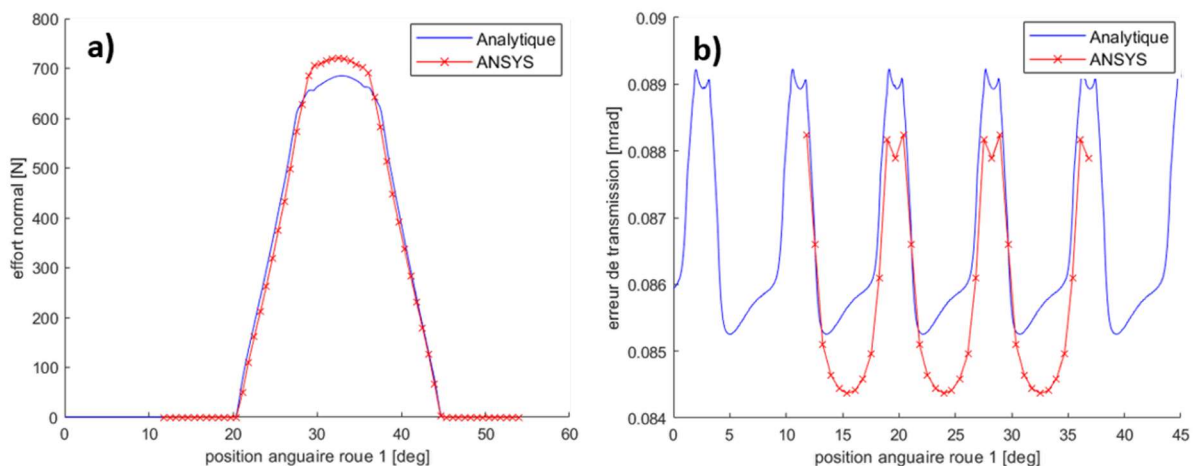 a)
Analytique
ANSYS
800
700
600
500
400
300
200
100
0
effort normal [N]
0 10 20 30 40 50 60
position anguaire roue 1 [deg]
b)
Analytique
ANSYS
0.09
0.089
0.088
0.087
0.086
0.085
0.084
erreur de transmission [mrad]
0 5 10 15 20 25 30 35 40 45
position anguaire roue 1 [deg]